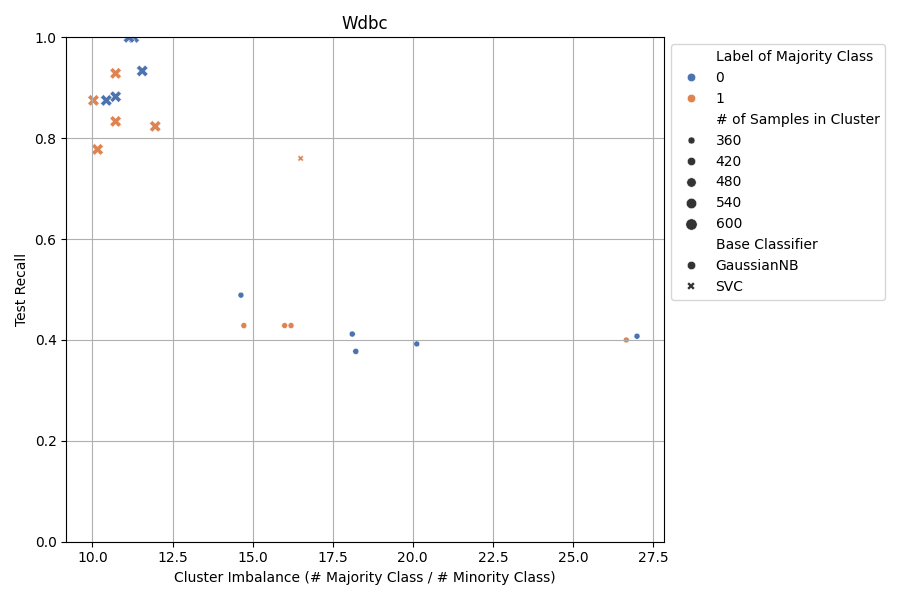 Wdbc
1.0
0.8
0.6
0.4
0.2
0.0
Test Recall
10.0 12.5 15.0 17.5 20.0 22.5 25.0 27.5
Cluster Imbalance (# Majority Class / # Minority Class)
Label of Majority Class
0
1
# of Samples in Cluster
360
420
480
540
600
Base Classifier
GaussianNB
SVC